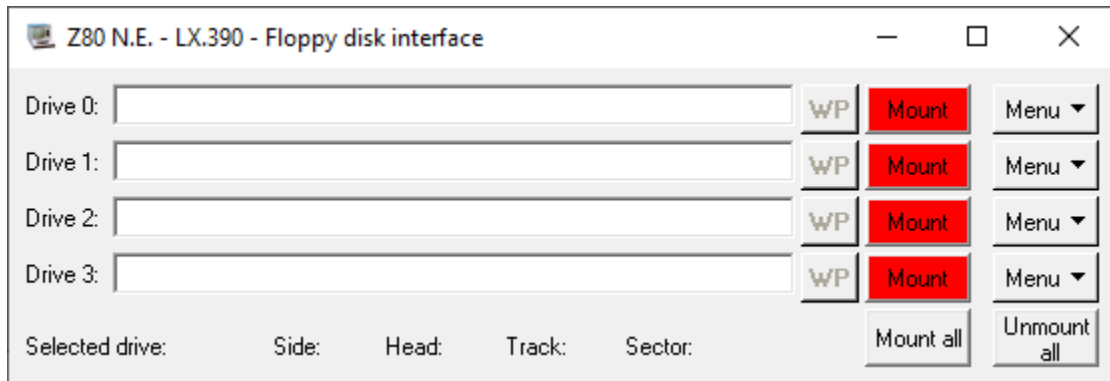 Z80 N.E. - LX.390 - Floppy disk interface
Drive 0: WP Mount Menu
Drive 1: WP Mount Menu
Drive 2: WP Mount Menu
Drive 3: WP Mount Menu
Selected drive: Side: Head: Track: Sector: Mount all Unmount
all